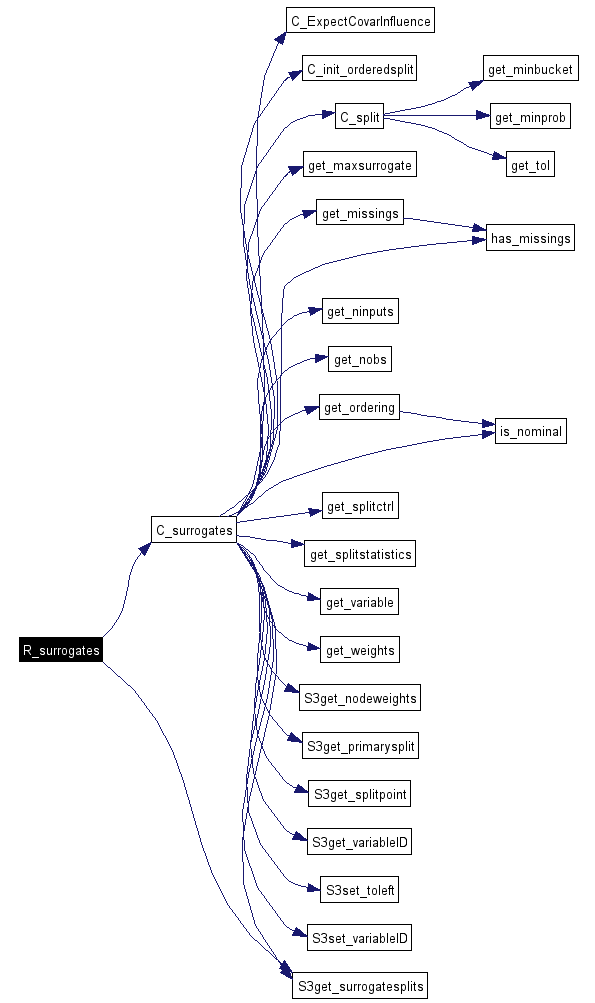 C_ExpectCovarInfluence
C_init_orderedsplit
get_minbucket
C_split
get_minprob
get_maxsurrogate
get_tol
get_missings
has_missings
get_ninputs
get_nobs
get_ordering
is_nominal
get_splitctrl
C_surrogates
get_splitstatistics
get_variable
R_surrogates
get_weights
S3get_nodeweights
S3get_primarysplit
S3get_splitpoint
S3get_variableID
S3set_toleft
S3set_variableID
S3get_surrogatesplits